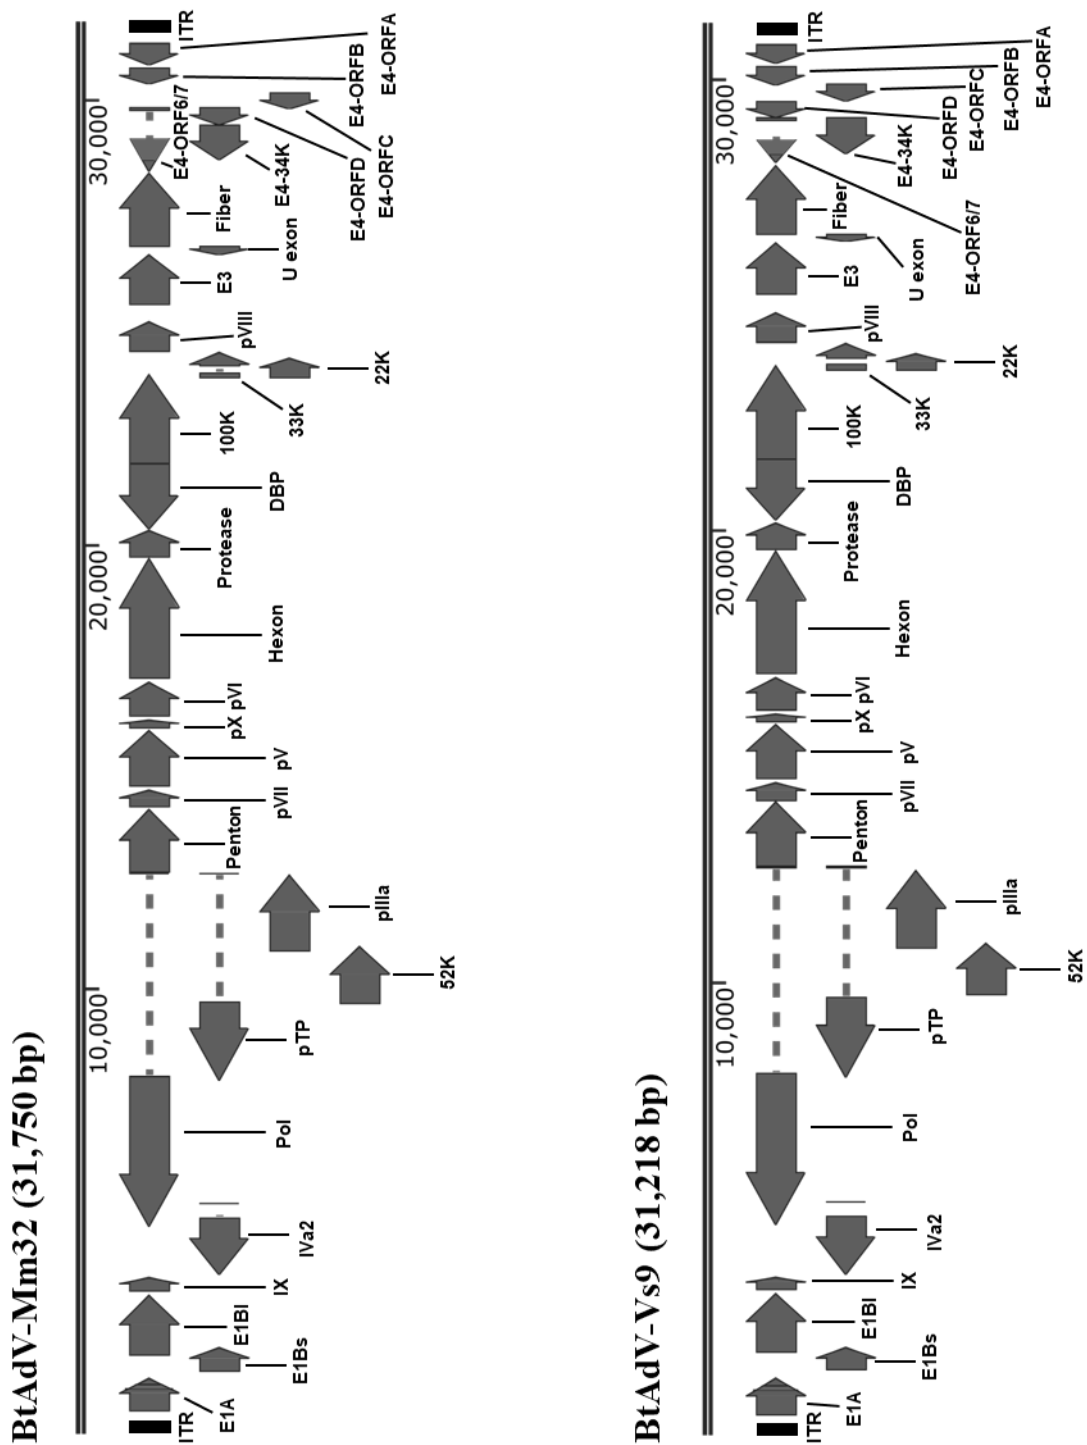 BtAdV-Mm32 (31,750 bp)
10,000
20,000
30,000
ITR
E1A
E1Bs
E1Bl
IX
IVa2
Pol
pTP
52K
pIIIa
Penton
pVII
pV
pX
pVI
Hexon
Protease
DBP
100K
33K
22K
pVIII
E3
U exon
Fiber
E4-34K
E4-ORF6/7
E4-ORFD
E4-ORFC
E4-ORFB
E4-ORFA
ITR
BtAdV-Vs9 (31,218 bp)
10,000
20,000
30,000
ITR
E1A
E1Bs
E1Bl
IX
IVa2
Pol
pTP
52K
pIIIa
Penton
pVII
pV
pX
pVI
Hexon
Protease
DBP
100K
33K
22K
pVIII
E3
U exon
Fiber
E4-ORF6/7
E4-34K
E4-ORFD
E4-ORFC
E4-ORFB
E4-ORFA
ITR